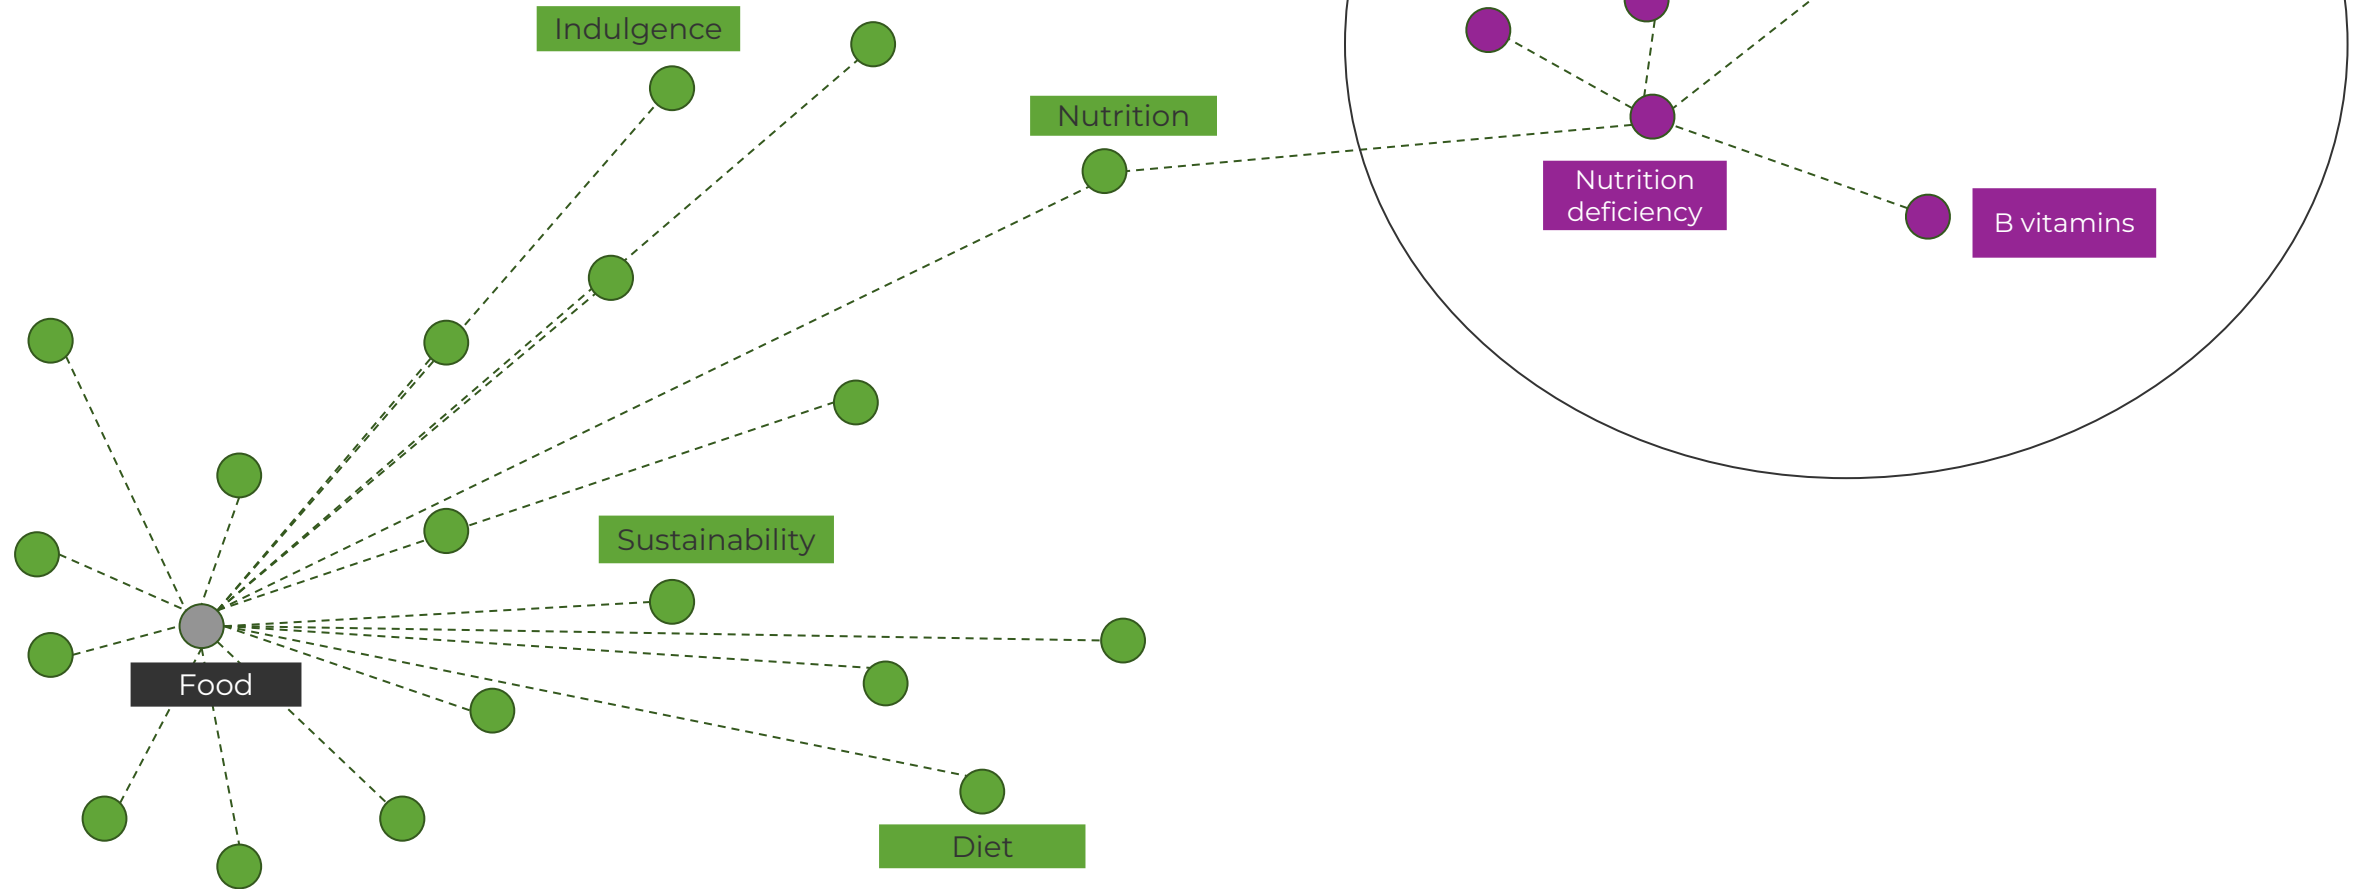 Indulgence
Nutrition
Nutrition
deficiency
B vitamins
Sustainability
Food
Diet